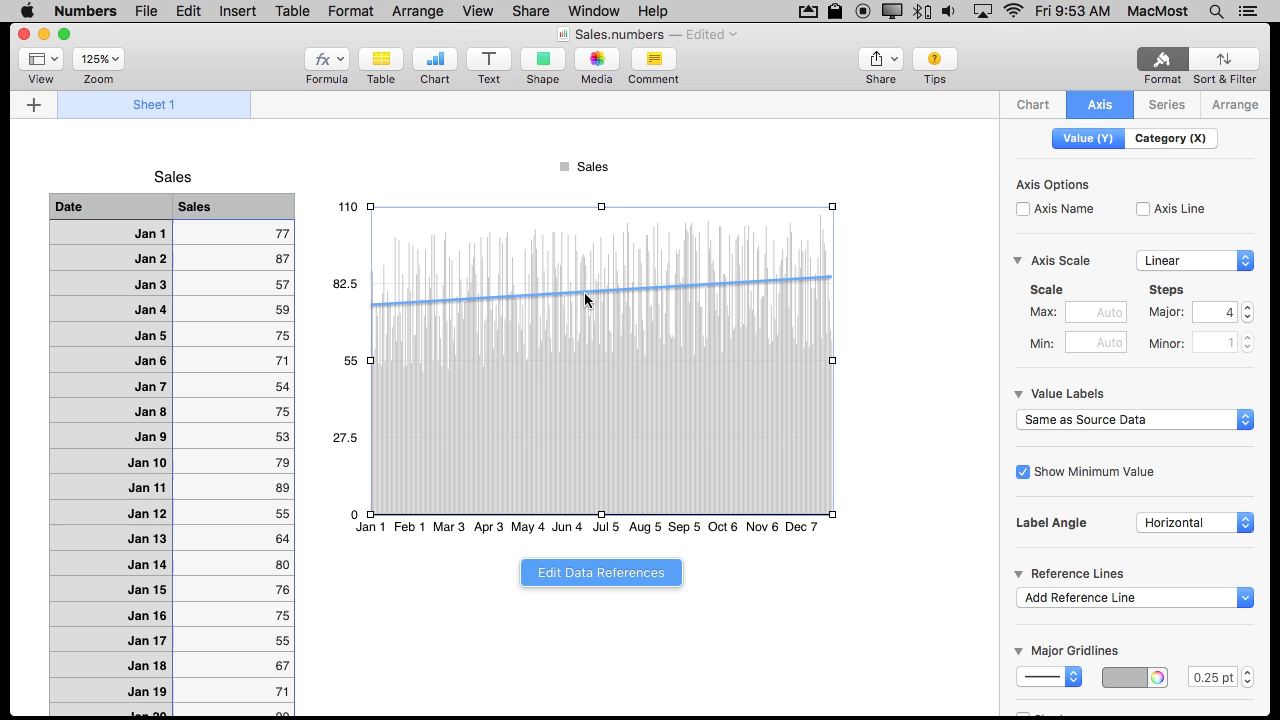 Numbers File Edit Insert Table Format Arrange View Share Window Help Fri 9:53 AM MacMost
Sales.numbers — Edited
125%
View Zoom Formula Table Chart Text Shape Media Comment Share Tips Format Sort & Filter
Sheet 1
Chart Axis Series Arrange
Value (Y) Category (X)
Sales
Date Sales
Jan 1 77
Jan 2 87
Jan 3 57
Jan 4 59
Jan 5 75
Jan 6 71
Jan 7 54
Jan 8 75
Jan 9 53
Jan 10 79
Jan 11 89
Jan 12 55
Jan 13 64
Jan 14 80
Jan 15 76
Jan 16 75
Jan 17 55
Jan 18 67
Jan 19 71
Sales
110
82.5
55
27.5
0
Jan 1 Feb 1 Mar 3 Apr 3 May 4 Jun 4 Jul 5 Aug 5 Sep 5 Oct 6 Nov 6 Dec 7
Edit Data References
Axis Options
Axis Name Axis Line
Axis Scale Linear
Scale Steps
Max: Auto Major: 4
Min: Auto Minor: 1
Value Labels
Same as Source Data
Show Minimum Value
Label Angle Horizontal
Reference Lines
Add Reference Line
Major Gridlines
0.25 pt